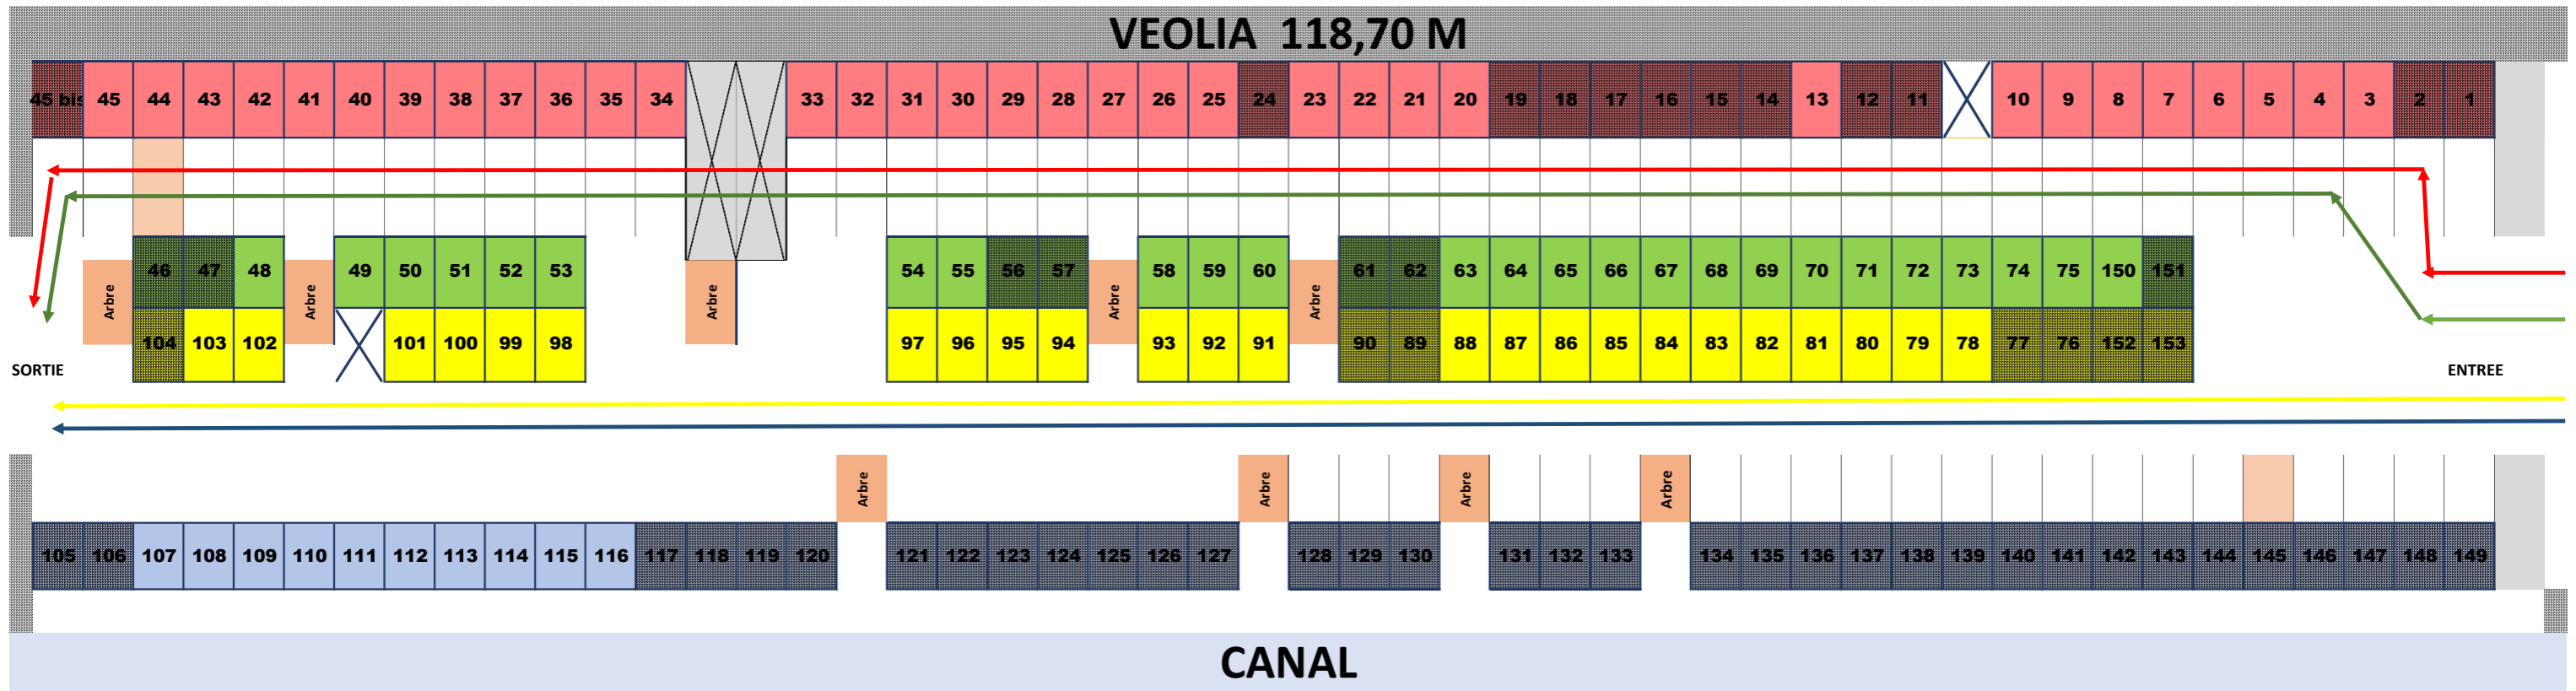 VEOLIA 118,70 M
45 bis 45 44 43 42 41 40 39 38 37 36 35 34 33 32 31 30 29 28 27 26 25 24 23 22 21 20 19 18 17 16 15 14 13 12 11 10 9 8 7 6 5 4 3 2 1
46 47 48 49 50 51 52 53 54 55 56 57 58 59 60 61 62 63 64 65 66 67 68 69 70 71 72 73 74 75 150 151
Arbre Arbre Arbre Arbre Arbre
104 103 102 101 100 99 98 97 96 95 94 93 92 91 90 89 88 87 86 85 84 83 82 81 80 79 78 77 76 152 153
SORTIE ENTREE
Arbre Arbre Arbre Arbre
105 106 107 108 109 110 111 112 113 114 115 116 117 118 119 120 121 122 123 124 125 126 127 128 129 130 131 132 133 134 135 136 137 138 139 140 141 142 143 144 145 146 147 148 149
CANAL